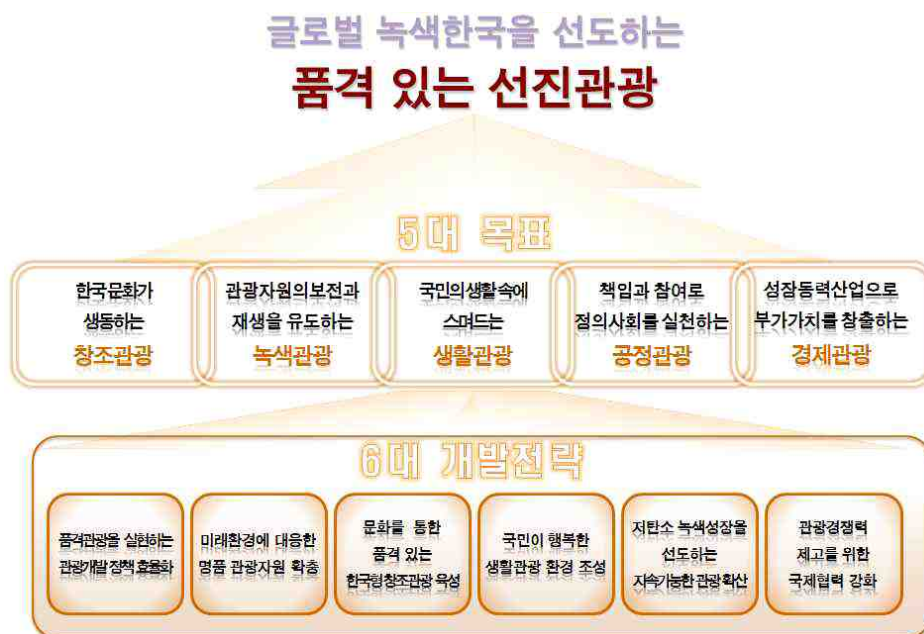 글로벌 녹색한국을 선도하는
품격 있는 선진관광
5대 목표
한국문화가
생동하는
창조관광
관광자원의보전과
재생을 유도하는
녹색관광
국민의생활속에
스며드는
생활관광
책임과 참여로
정의사회를 실천하는
공정관광
성장동력산업으로
부가가치를 창출하는
경제관광
6대 개발전략
품격관광을 실현하는
관광개발 정책 효율화
미래환경에 대응한
명품 관광자원 확충
문화를 통한
품격 있는
한국형창조관광 육성
국민이 행복한
생활관광 환경 조성
저탄소 녹색성장을
선도하는
지속가능한 관광확산
관광경쟁력
제고를 위한
국제협력 강화